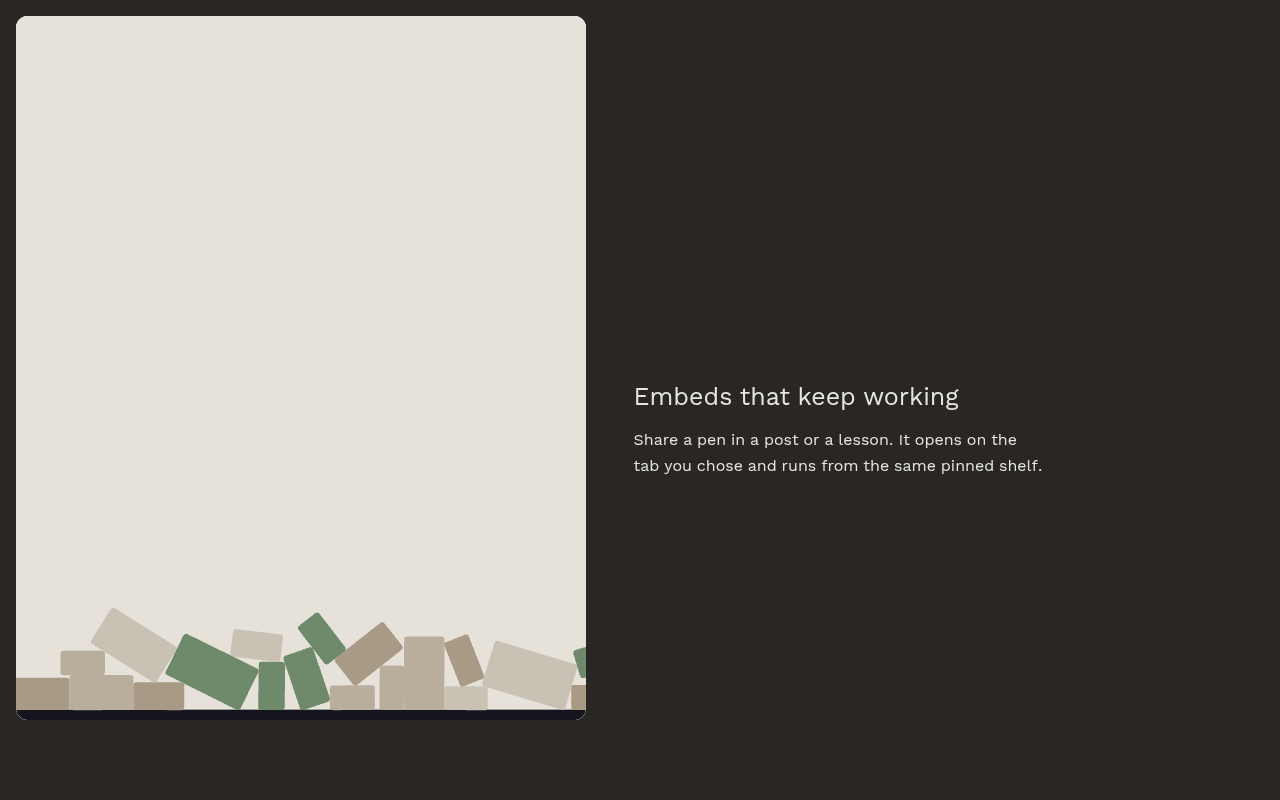 Embeds that keep working
Share a pen in a post or a lesson. It opens on the
tab you chose and runs from the same pinned shelf.